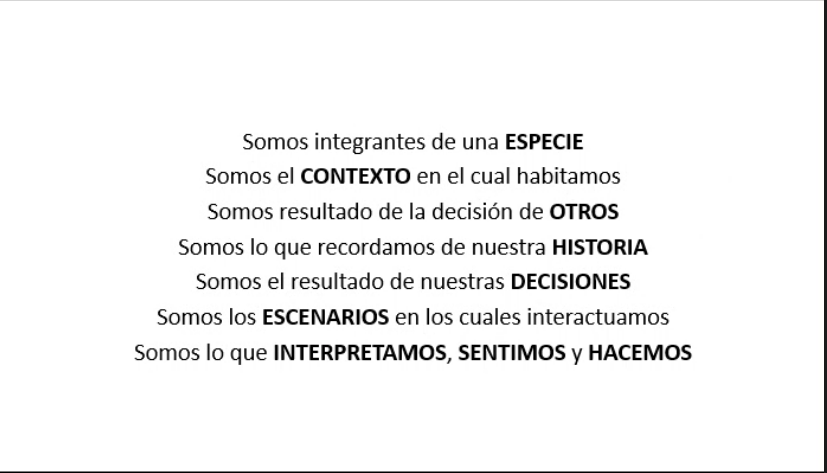 Somos integrantes de una ESPECIE
Somos el CONTEXTO en el cual habitamos
Somos resultado de la decisión de OTROS
Somos lo que recordamos de nuestra HISTORIA
Somos el resultado de nuestras DECISIONES
Somos los ESCENARIOS en los cuales interactuamos
Somos lo que INTERPRETAMOS, SENTIMOS y HACEMOS